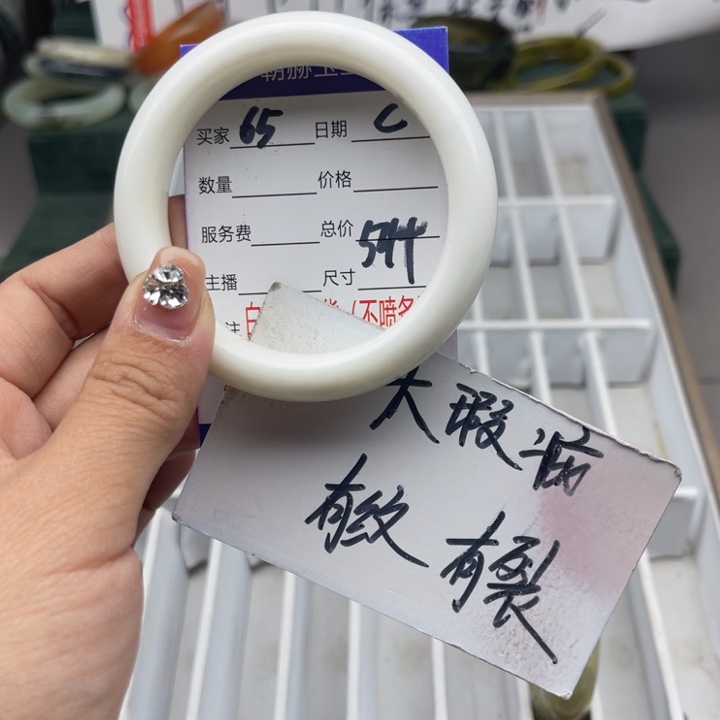 买家 65 日期 C
数量 价格
服务费 总价 544
主播 尺寸
注
大瑕疵
有纹 有裂